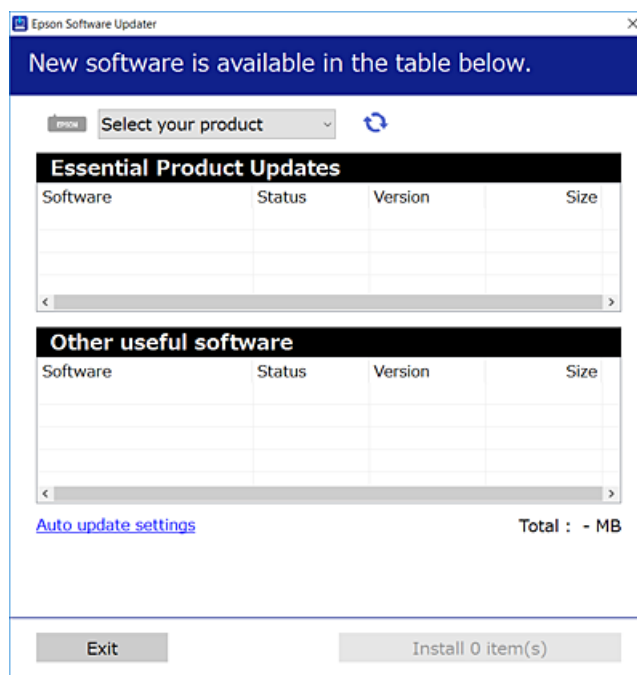 Epson Software Updater
New software is available in the table below.
EPSON Select your product
Essential Product Updates
Software Status Version Size
Other useful software
Software Status Version Size
Auto update settings Total : - MB
Exit Install 0 item(s)